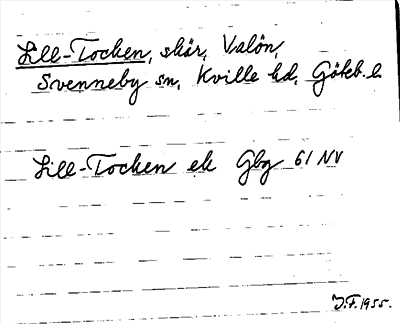 Lill-Tocken, skär, Valön,
Svenneby sn, Kville hd, Göteb. l.
Lill-Tocken ek Gbg 61 NV
J.F. 1955.